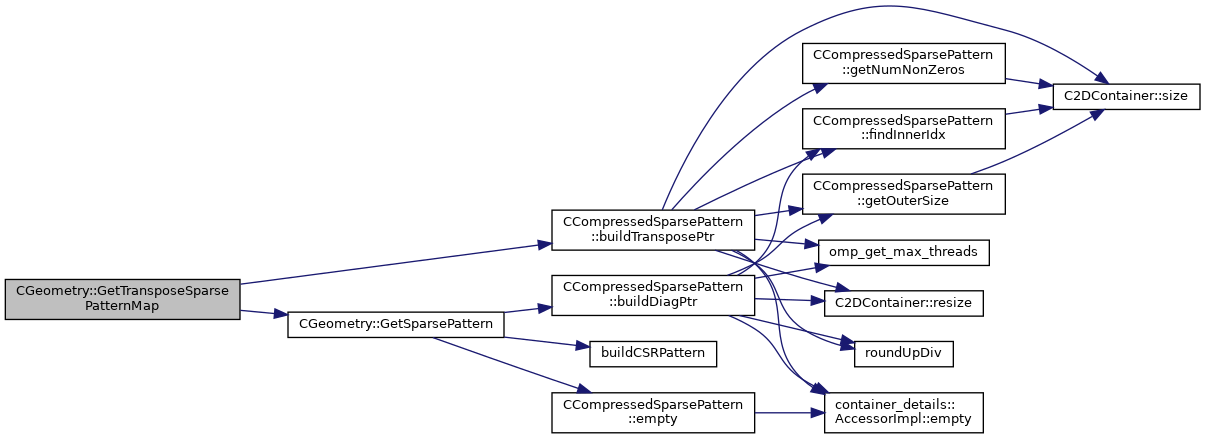 CGeometry::GetTransposeSparse
PatternMap
CCompressedSparsePattern
::buildTransposePtr
CGeometry::GetSparsePattern
CCompressedSparsePattern
::buildDiagPtr
buildCSRPattern
CCompressedSparsePattern
::empty
CCompressedSparsePattern
::getNumNonZeros
CCompressedSparsePattern
::findInnerIdx
CCompressedSparsePattern
::getOuterSize
omp_get_max_threads
C2DContainer::resize
roundUpDiv
container_details::
AccessorImpl::empty
C2DContainer::size